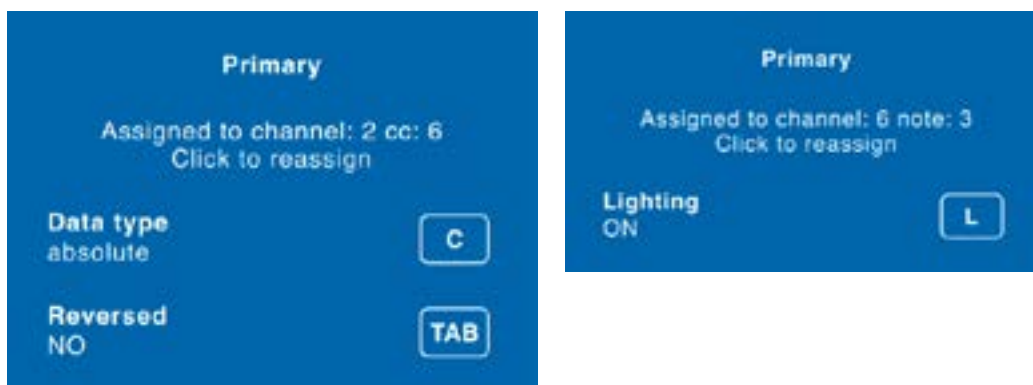 Primary
Assigned to channel: 2 cc: 6
Click to reassign
Data type
absolute
C
Reversed
NO
TAB
Primary
Assigned to channel: 6 note: 3
Click to reassign
Lighting
ON
L